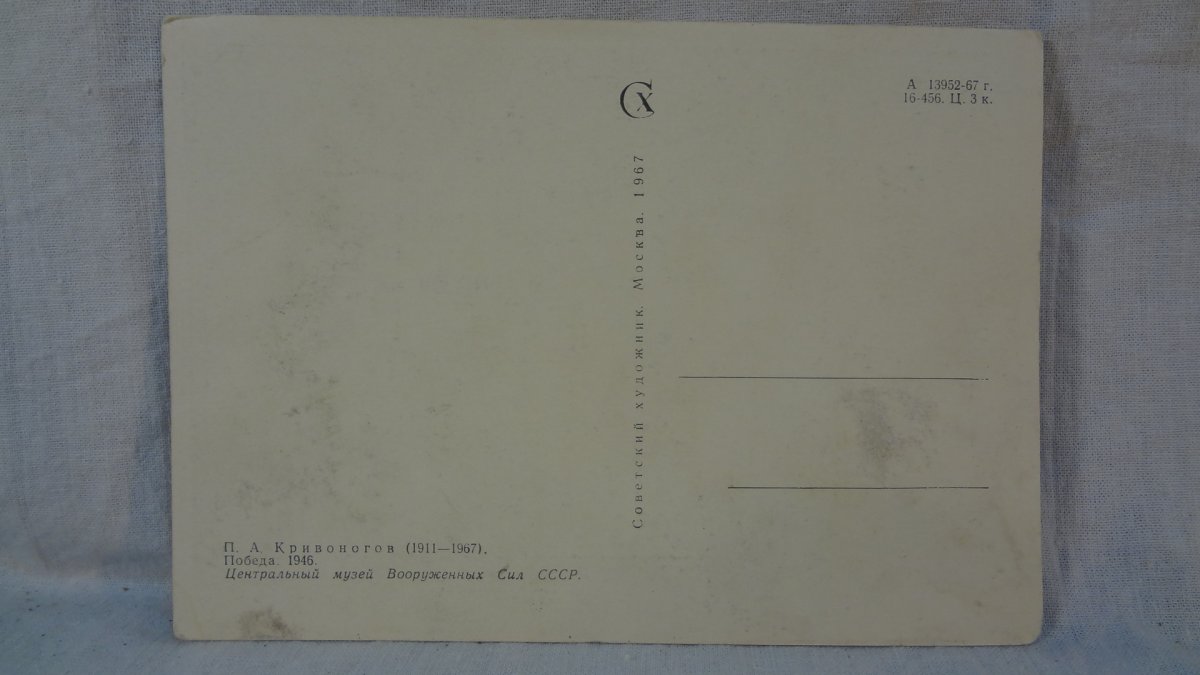 СХ
А 13952-67 г.
16-456. Ц. 3 к.
Советский художник. Москва. 1967
П. А. Кривоногов (1911—1967).
Победа. 1946.
Центральный музей Вооруженных Сил СССР.